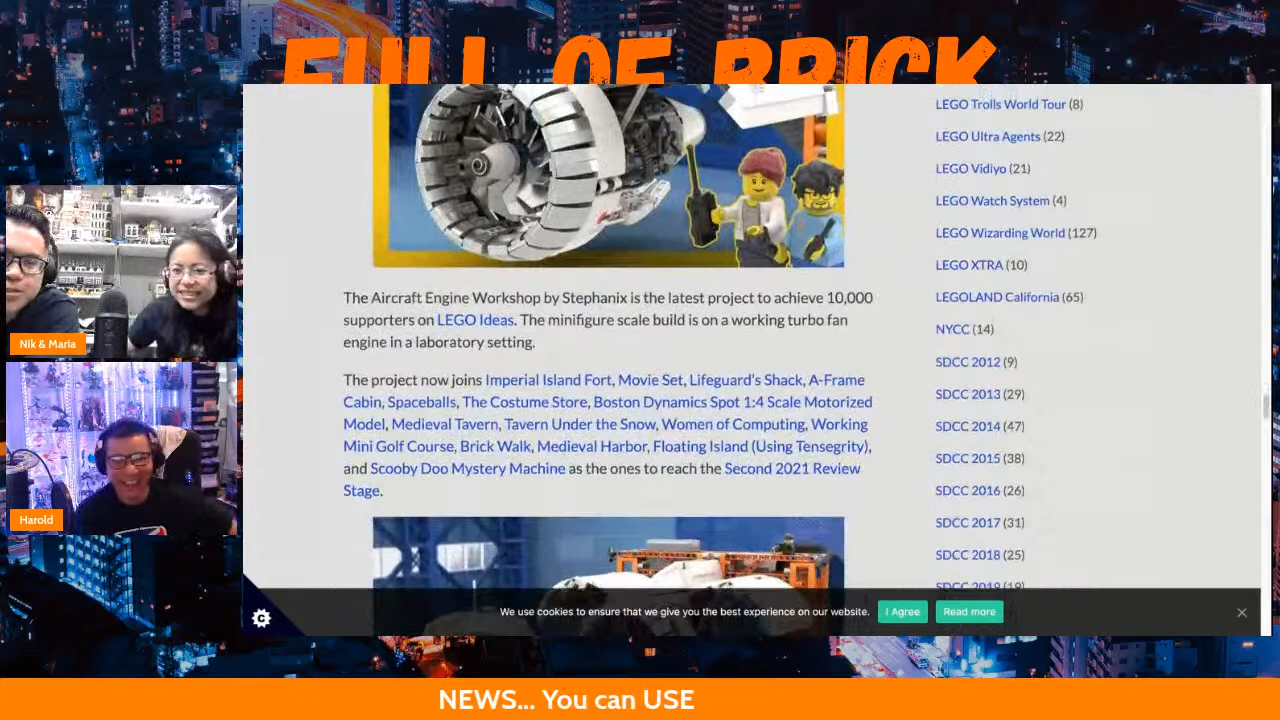 FULL OF BRICK
LEGO Trolls World Tour (8)
LEGO Ultra Agents (22)
LEGO Vidiyo (21)
LEGO Watch System (4)
LEGO Wizarding World (127)
LEGO XTRA (10)
LEGOLAND California (65)
NYCC (14)
SDCC 2012 (9)
SDCC 2013 (29)
SDCC 2014 (47)
SDCC 2015 (38)
SDCC 2016 (26)
SDCC 2017 (31)
SDCC 2018 (25)
SDCC 2019 (19)
The Aircraft Engine Workshop by Stephanix is the latest project to achieve 10,000
supporters on LEGO Ideas. The minifigure scale build is on a working turbo fan
engine in a laboratory setting.
The project now joins Imperial Island Fort, Movie Set, Lifeguard's Shack, A-Frame
Cabin, Spaceballs, The Costume Store, Boston Dynamics Spot 1:4 Scale Motorized
Model, Medieval Tavern, Tavern Under the Snow, Women of Computing, Working
Mini Golf Course, Brick Walk, Medieval Harbor, Floating Island (Using Tensegrity),
and Scooby Doo Mystery Machine as the ones to reach the Second 2021 Review
Stage.
Nik & Maria
Harold
We use cookies to ensure that we give you the best experience on our website.
I Agree
Read more
NEWS... You can USE